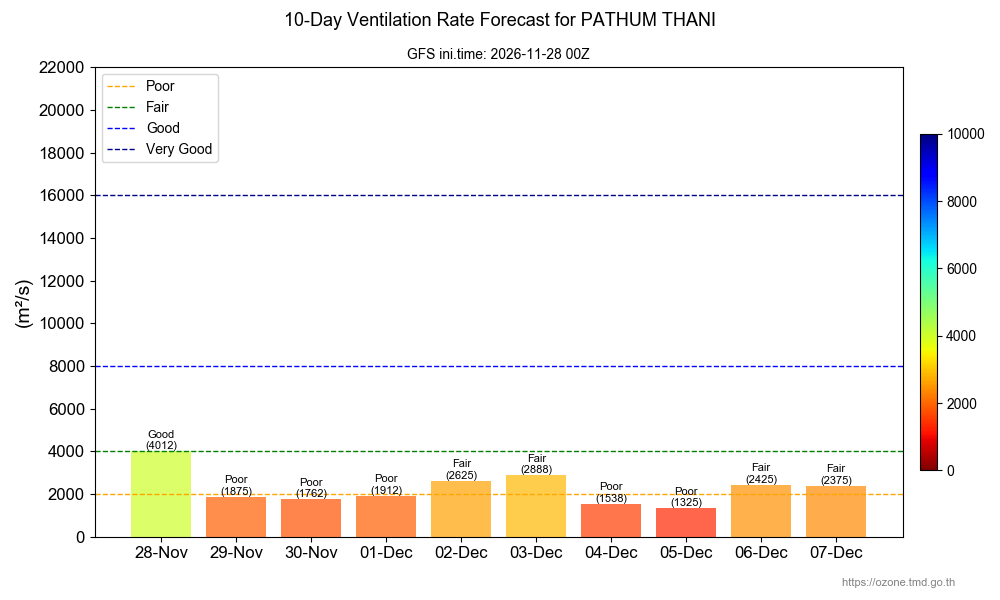 10-Day Ventilation Rate Forecast for PATHUM THANI
GFS ini.time: 2026-11-28 00Z
(m²/s)
22000
20000
18000
16000
14000
12000
10000
8000
6000
4000
2000
0
Poor
Fair
Good
Very Good
Good
(4012)
Poor
(1875)
Poor
(1762)
Poor
(1912)
Fair
(2625)
Fair
(2888)
Poor
(1538)
Poor
(1325)
Fair
(2425)
Fair
(2375)
28-Nov
29-Nov
30-Nov
01-Dec
02-Dec
03-Dec
04-Dec
05-Dec
06-Dec
07-Dec
10000
8000
6000
4000
2000
0
https://ozone.tmd.go.th